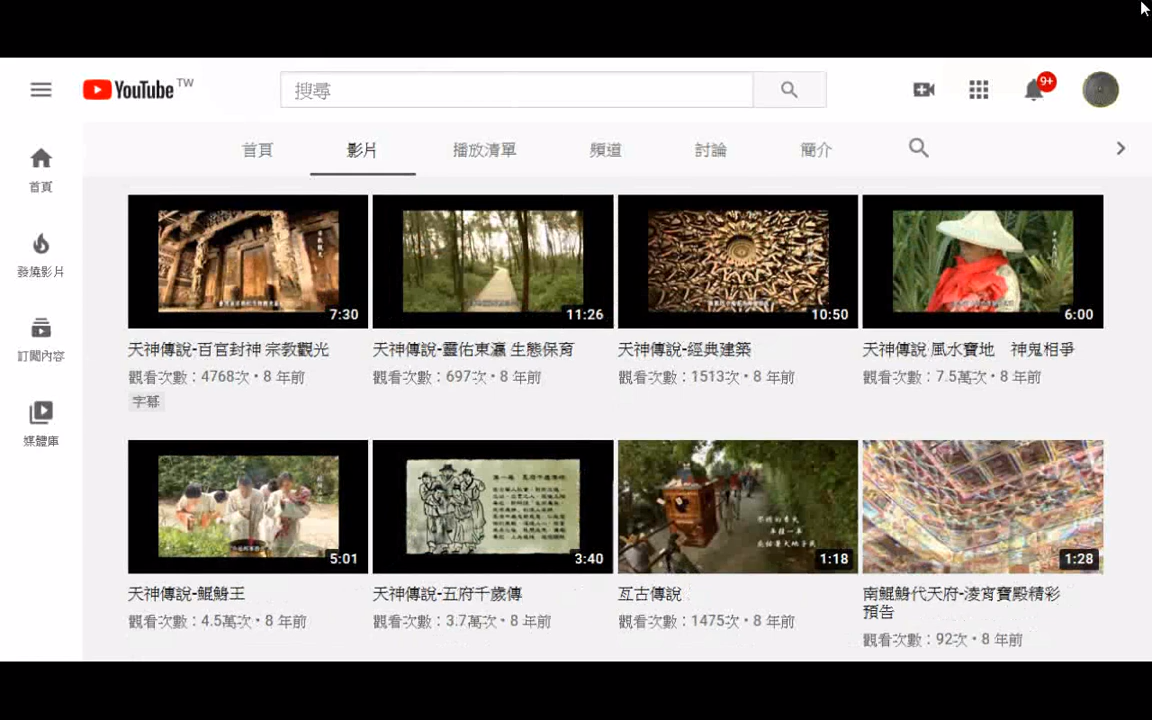 YouTube TW
搜尋
9+
首頁 影片 播放清單 頻道 討論 簡介
首頁
發燒影片
訂閱內容
媒體庫
7:30
11:26
10:50
6:00
天神傳說-百官封神 宗教觀光
觀看次數：4768次 • 8 年前
字幕
天神傳說-靈佑東瀛 生態保育
觀看次數：697次 • 8 年前
天神傳說-經典建築
觀看次數：1513次 • 8 年前
天神傳說 風水寶地　神鬼相爭
觀看次數：7.5萬次 • 8 年前
5:01
3:40
1:18
1:28
天神傳說-鯤鯓王
觀看次數：4.5萬次 • 8 年前
天神傳說-五府千歲傳
觀看次數：3.7萬次 • 8 年前
亙古傳說
觀看次數：1475次 • 8 年前
南鯤鯓代天府-淩宵寶殿精彩
預告
觀看次數：92次 • 8 年前